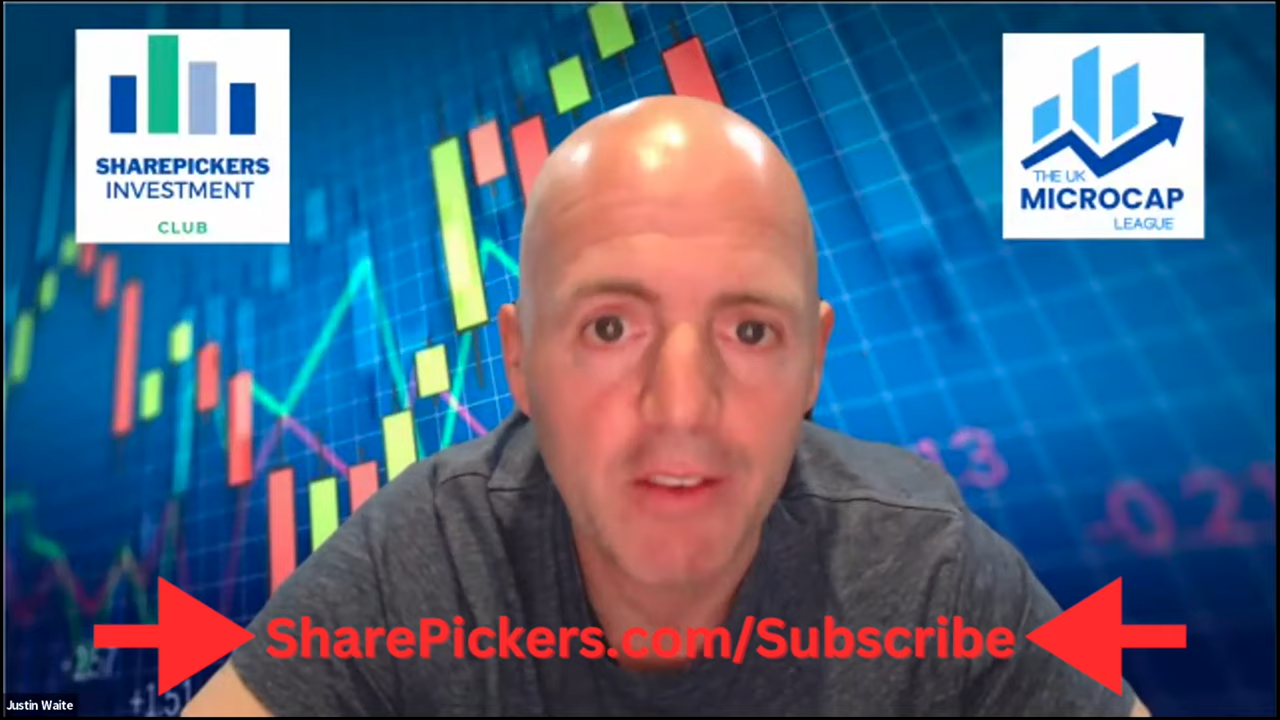 SHAREPICKERS
INVESTMENT
CLUB
THE UK
MICROCAP
LEAGUE
SharePickers.com/Subscribe
Justin Waite